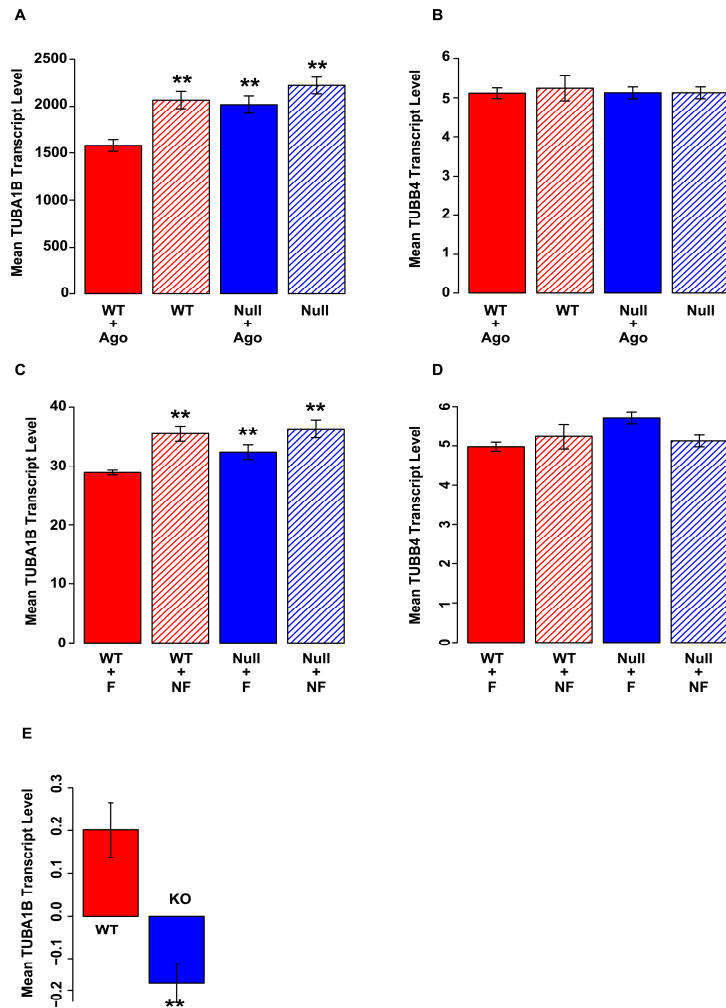 A
Mean TUBA1B Transcript Level
2500
2000
1500
1000
500
0
**
**
**
WT + Ago
WT
Null + Ago
Null
B
Mean TUBB4 Transcript Level
6
5
4
3
2
1
0
WT + Ago
WT
Null + Ago
Null
C
Mean TUBA1B Transcript Level
40
30
20
10
0
**
**
**
WT + F
WT + NF
Null + F
Null + NF
D
Mean TUBB4 Transcript Level
6
5
4
3
2
1
0
WT + F
WT + NF
Null + F
Null + NF
E
Mean TUBA1B Transcript Level
0.3
0.2
0.1
0.0
−0.1
−0.2
KO
WT
**